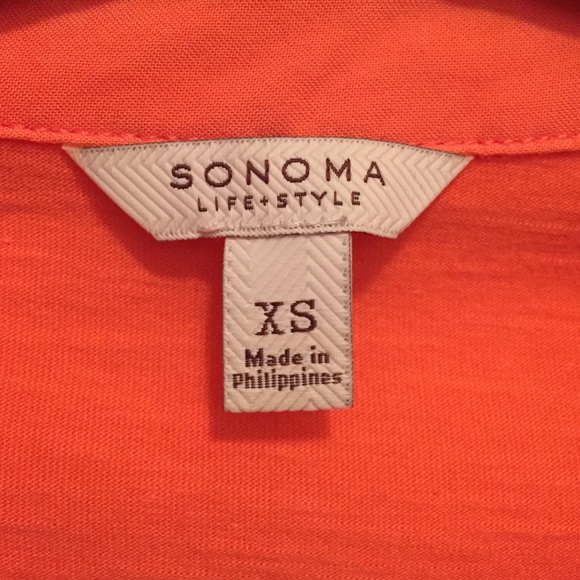 SONOMA
LIFE+STYLE
XS
Made in
Philippines